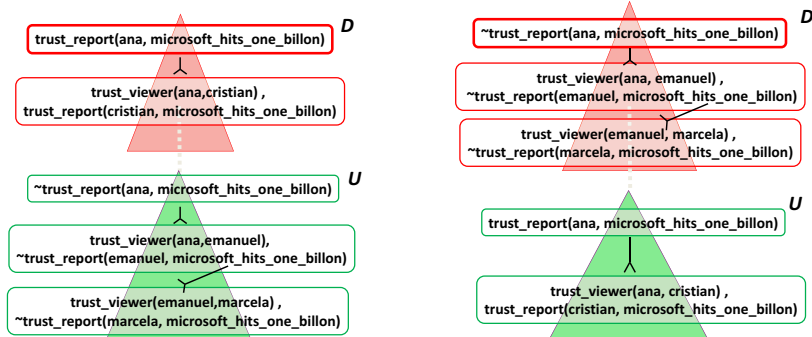 D
trust_report(ana, microsoft_hits_one_billon)
trust_viewer(ana,cristian) ,
trust_report(cristian, microsoft_hits_one_billon)
U
~trust_report(ana, microsoft_hits_one_billon)
trust_viewer(ana,emanuel),
~trust_report(emanuel, microsoft_hits_one_billon)
trust_viewer(emanuel,marcela) ,
~trust_report(marcela, microsoft_hits_one_billon)
D
~trust_report(ana, microsoft_hits_one_billon)
trust_viewer(ana, emanuel) ,
~trust_report(emanuel, microsoft_hits_one_billon)
trust_viewer(emanuel, marcela) ,
~trust_report(marcela, microsoft_hits_one_billon)
U
trust_report(ana, microsoft_hits_one_billon)
trust_viewer(ana, cristian) ,
trust_report(cristian, microsoft_hits_one_billon)